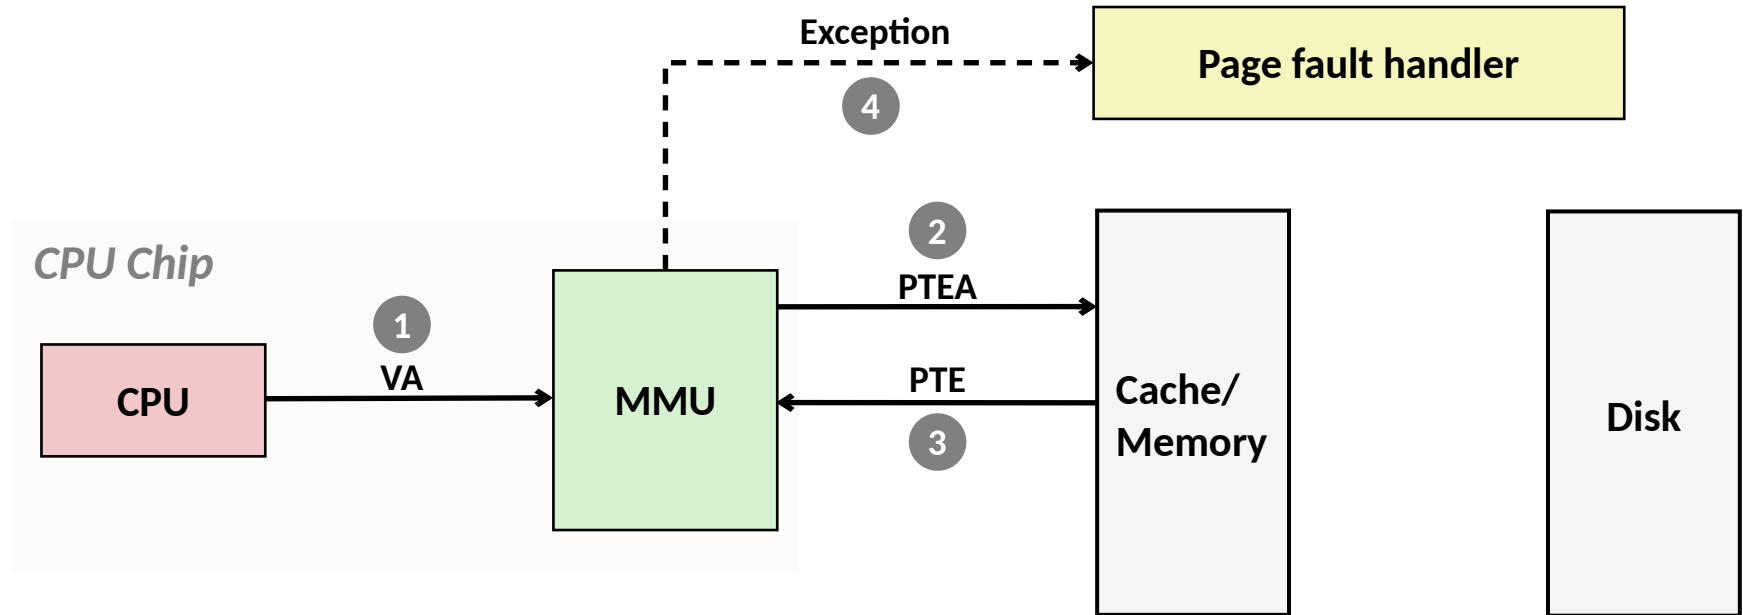 Exception
Page fault handler
4
2
CPU Chip
PTEA
1
VA
PTE
CPU
MMU
Cache/
Memory
Disk
3